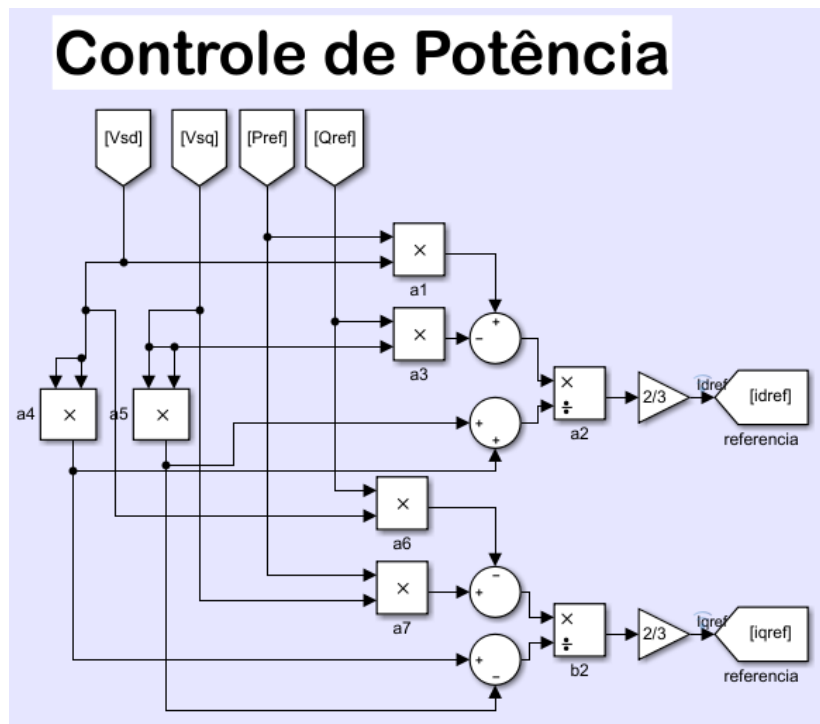 Controle de Potência
[Vsd] [Vsq] [Pref] [Qref]
×
a1
+
×
a3
−
×
÷
a2
2/3
Idref
[idref]
referencia
a4
×
a5
×
+
+
×
a6
−
×
a7
+
×
÷
b2
2/3
Iqref
[iqref]
referencia
+
−